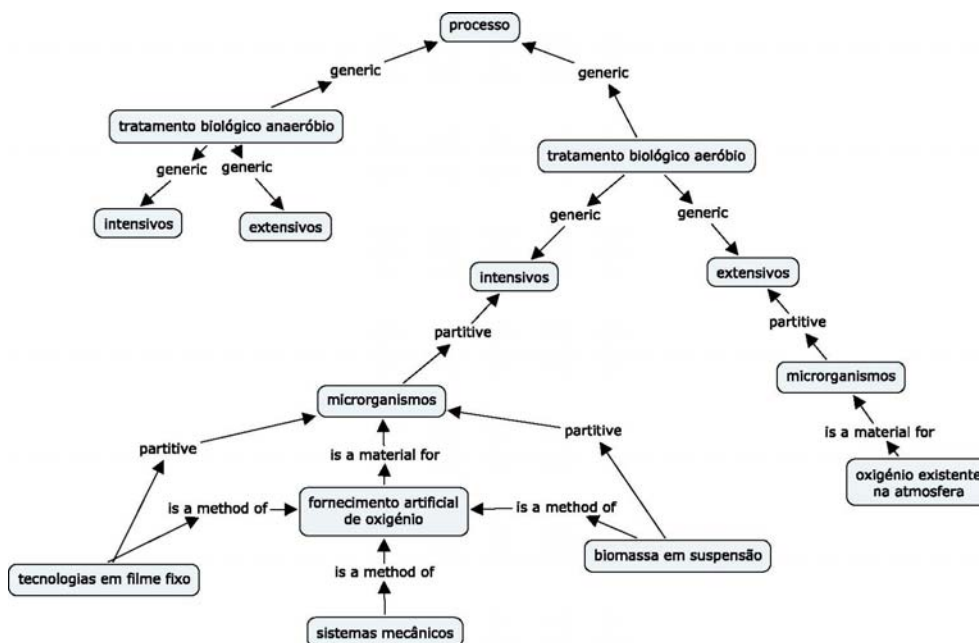 processo
generic
generic
tratamento biológico anaeróbio
tratamento biológico aeróbio
generic
generic
intensivos
extensivos
generic
generic
intensivos
extensivos
partitive
partitive
microrganismos
microrganismos
partitive
is a material for
partitive
is a material for
oxigénio existente
na atmosfera
is a method of
fornecimento artificial
de oxigénio
is a method of
tecnologias em filme fixo
is a method of
biomassa em suspensão
sistemas mecânicos